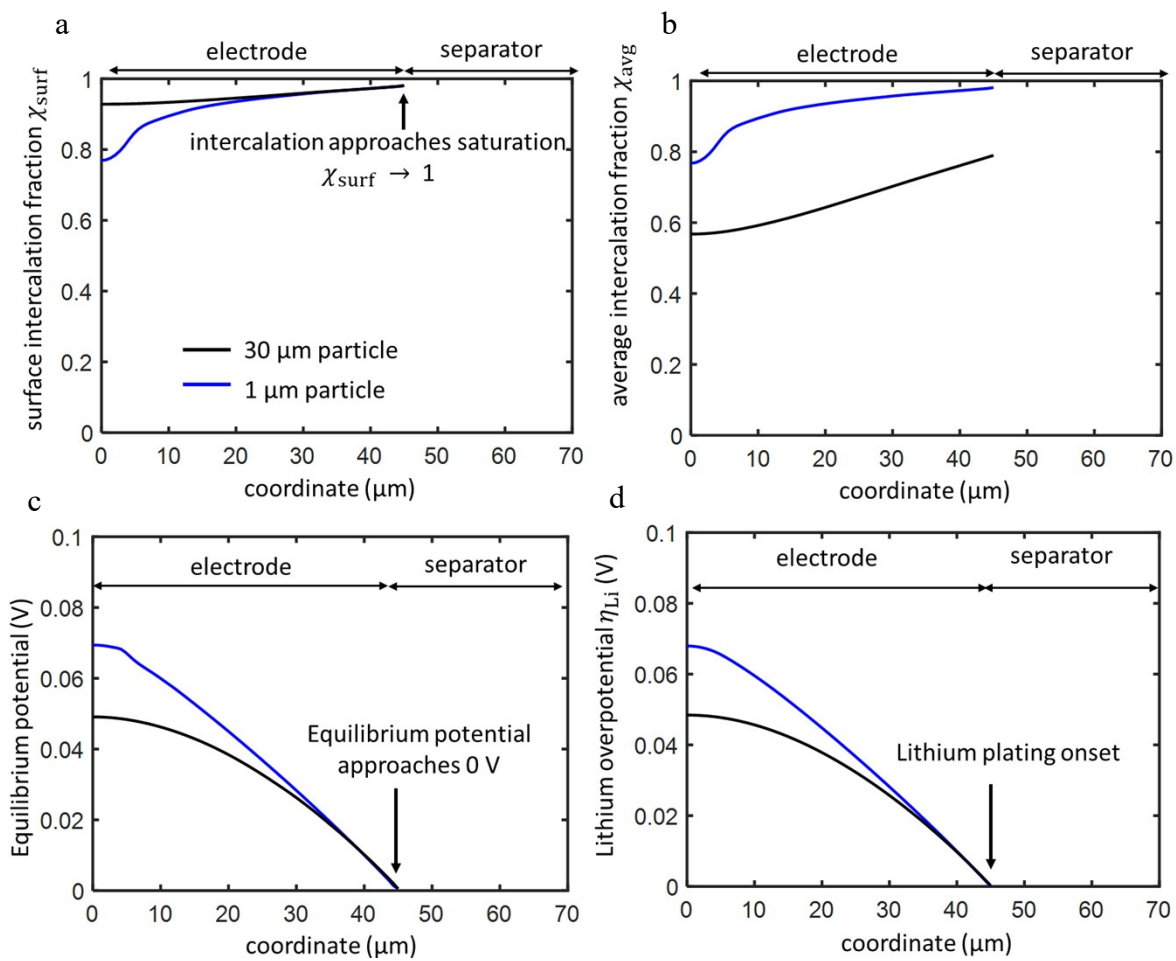 a
electrode
separator
surface intercalation fraction χsurf
1
0.8
0.6
0.4
0.2
0
intercalation approaches saturation
χsurf → 1
30 μm particle
1 μm particle
0 10 20 30 40 50 60 70
coordinate (μm)
b
electrode
separator
average intercalation fraction χavg
1
0.8
0.6
0.4
0.2
0
0 10 20 30 40 50 60 70
coordinate (μm)
c
electrode
separator
Equilibrium potential (V)
0.1
0.08
0.06
0.04
0.02
0
Equilibrium potential
approaches 0 V
0 10 20 30 40 50 60 70
coordinate (μm)
d
electrode
separator
Lithium overpotential ηLi (V)
0.1
0.08
0.06
0.04
0.02
0
Lithium plating onset
0 10 20 30 40 50 60 70
coordinate (μm)